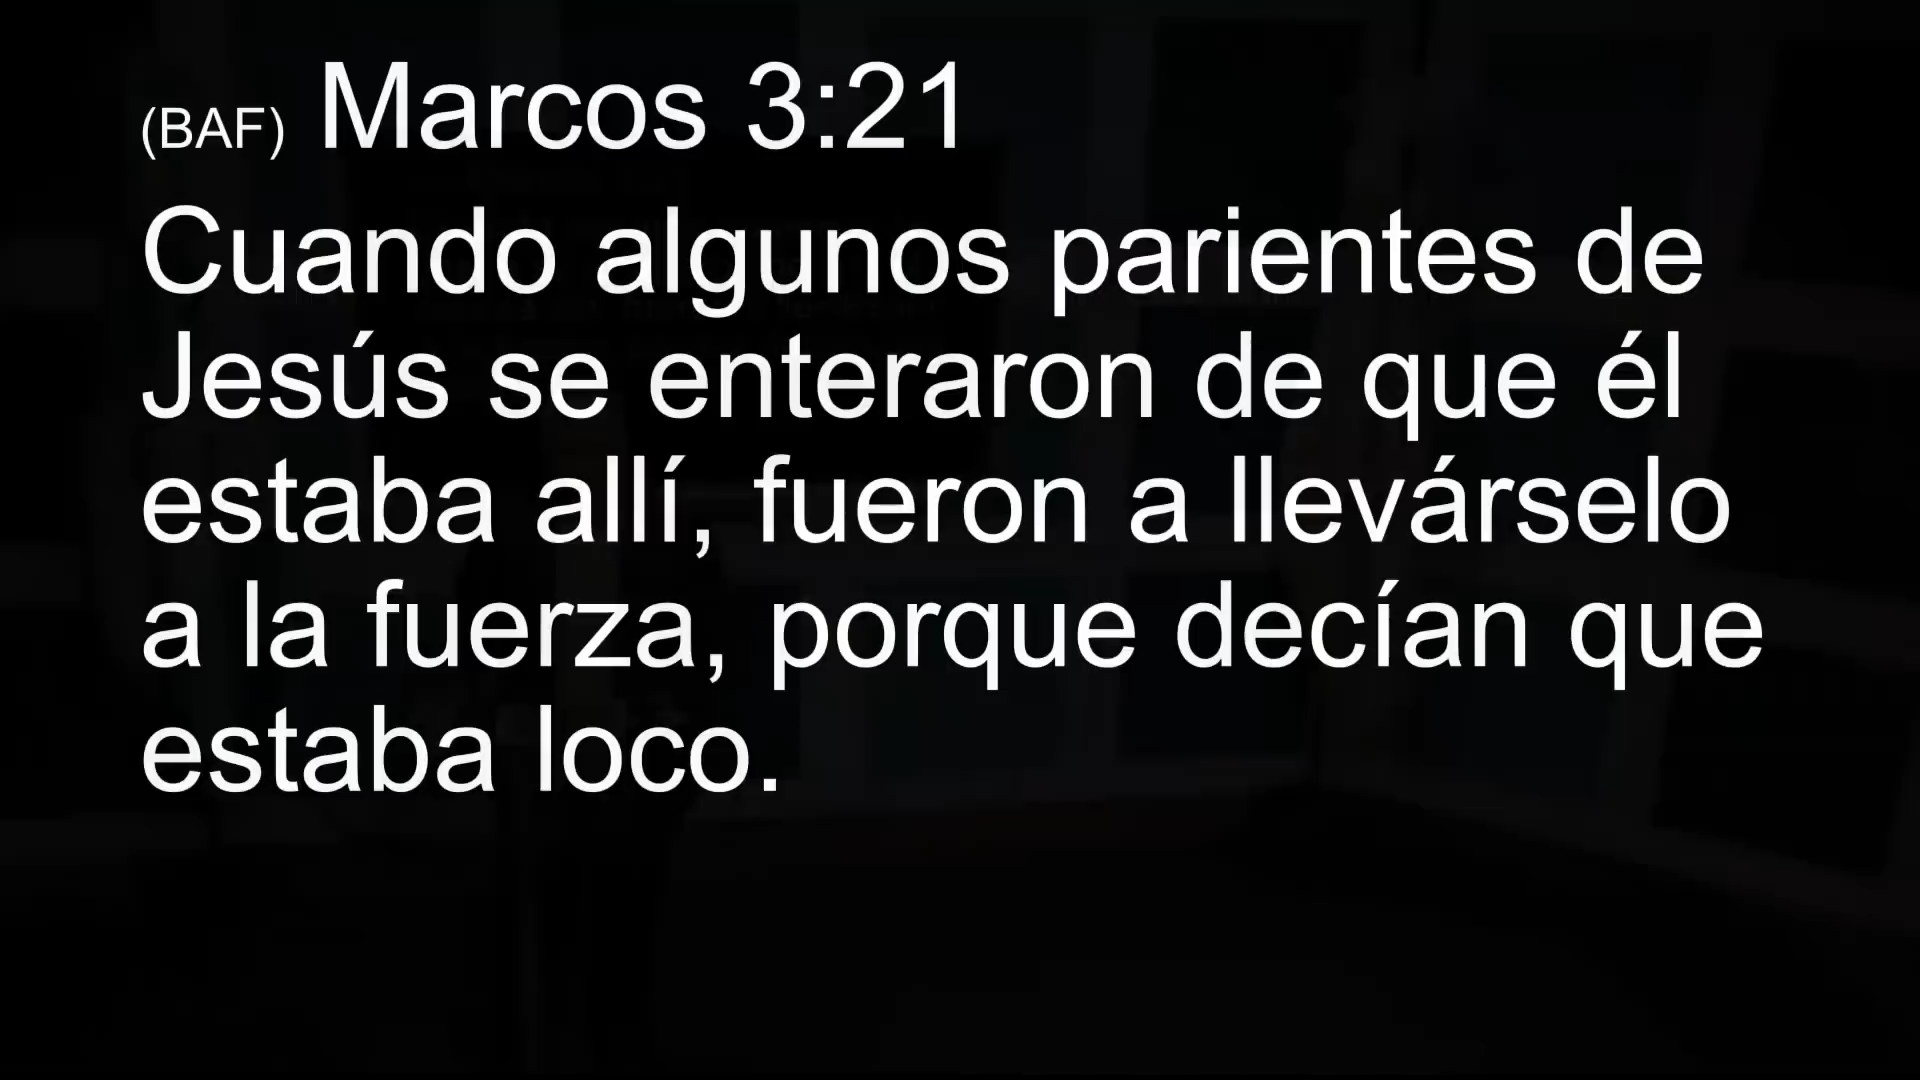 (BAF) Marcos 3:21
Cuando algunos parientes de
Jesús se enteraron de que él
estaba allí, fueron a llevárselo
a la fuerza, porque decían que
estaba loco.